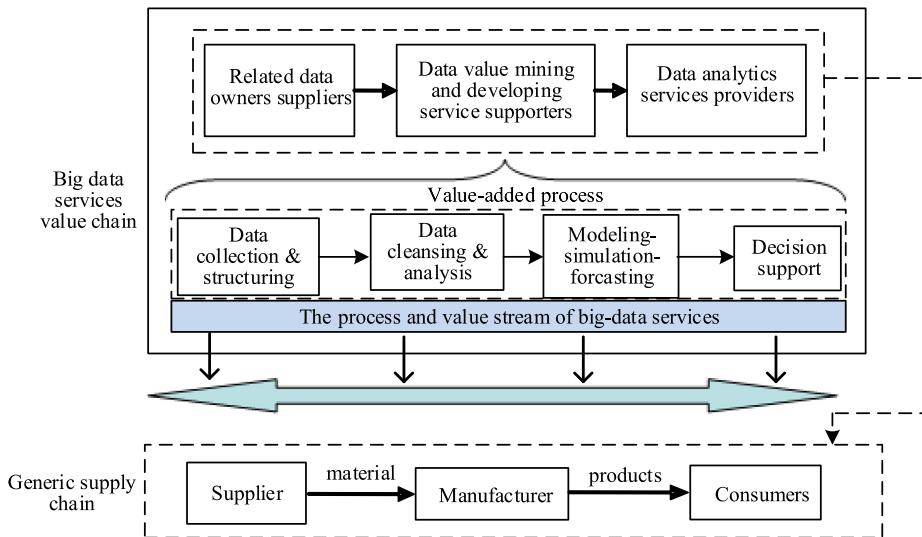 Related data
owners suppliers
Data value mining
and developing
service supporters
Data analytics
services providers
Big data
services
value chain
Value-added process
Data
collection &
structuring
Data
cleansing &
analysis
Modeling-
simulation-
forcasting
Decision
support
The process and value stream of big-data services
Generic supply
chain
Supplier
material
Manufacturer
products
Consumers